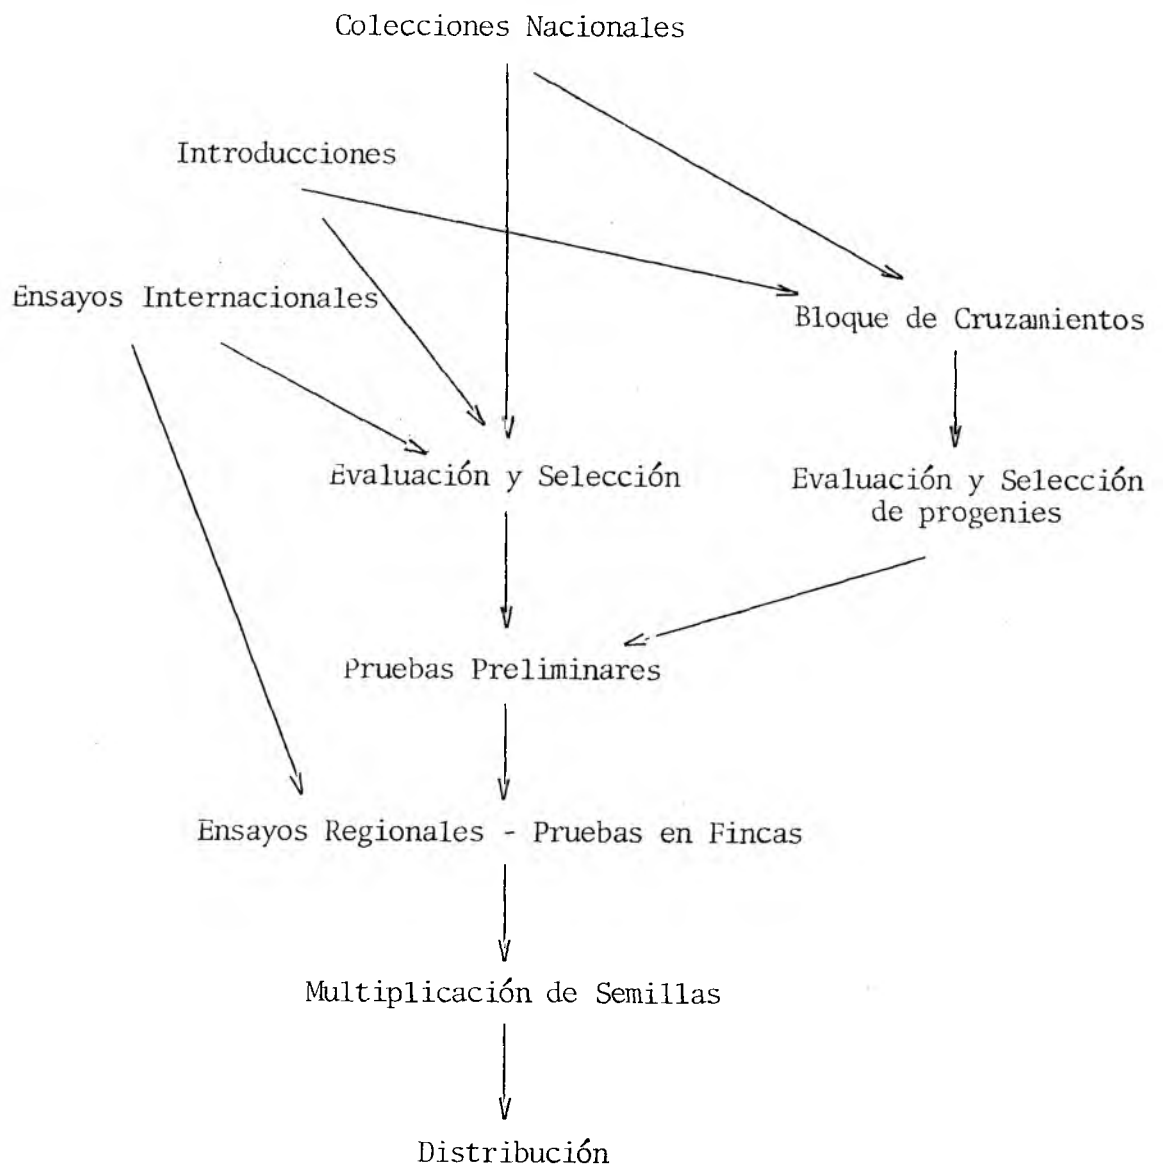 Colecciones Nacionales
Introducciones
Ensayos Internacionales
Bloque de Cruzamientos
Evaluación y Selección
Evaluación y Selección
de progenies
Pruebas Preliminares
Ensayos Regionales - Pruebas en Fincas
Multiplicación de Semillas
Distribución